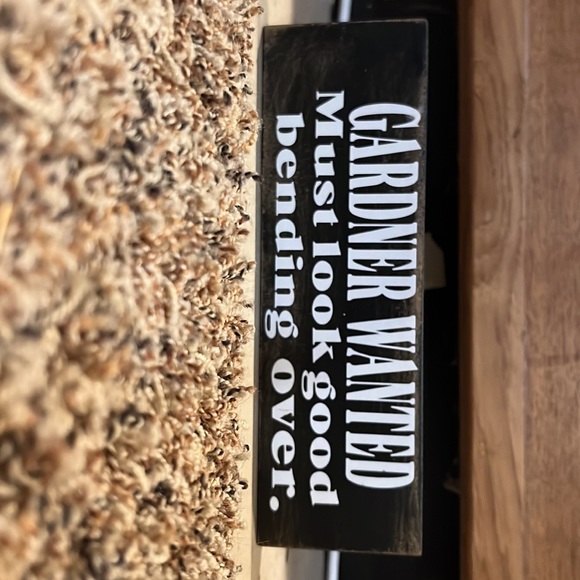 GARDNER WANTED
Must look good
bending over.